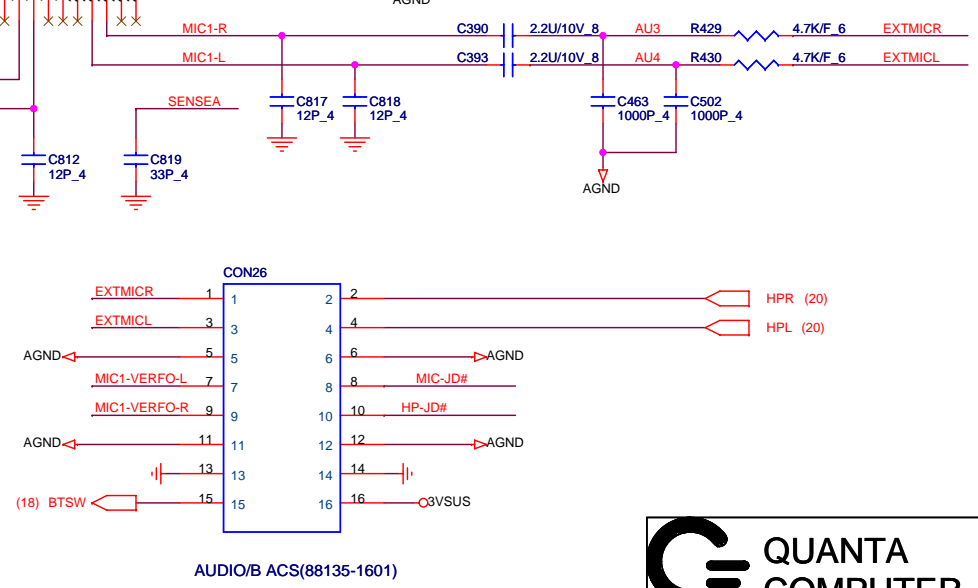 AGND
MIC1-R C390 2.2U/10V_8 AU3 R429 4.7K/F_6 EXTMICR
MIC1-L C393 2.2U/10V_8 AU4 R430 4.7K/F_6 EXTMICL
SENSEA C817 C818 C463 C502
12P_4 12P_4 1000P_4 1000P_4
C812 C819
12P_4 33P_4
AGND
CON26
EXTMICR 1 1 2 2 HPR (20)
EXTMICL 3 3 4 4 HPL (20)
AGND 5 5 6 6 AGND
MIC1-VERFO-L 7 7 8 8 MIC-JD#
MIC1-VERFO-R 9 9 10 10 HP-JD#
AGND 11 11 12 12 AGND
13 13 14 14
(18) BTSW 15 15 16 16 3VSUS
AUDIO/B ACS(88135-1601)
QUANTA
COMPUTER